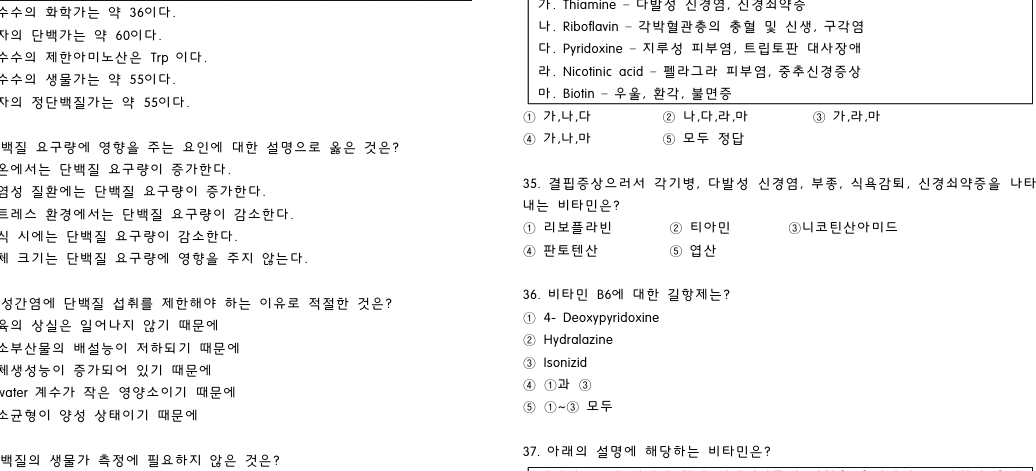 수수의 화학가는 약 36이다.
자의 단백가는 약 60이다.
수수의 제한아미노산은 Trp 이다.
수수의 생물가는 약 55이다.
자의 정단백질가는 약 55이다.
백질 요구량에 영향을 주는 요인에 대한 설명으로 옳은 것은?
온에서는 단백질 요구량이 증가한다.
염성 질환에는 단백질 요구량이 증가한다.
트레스 환경에서는 단백질 요구량이 감소한다.
식 시에는 단백질 요구량이 감소한다.
체 크기는 단백질 요구량에 영향을 주지 않는다.
성간염에 단백질 섭취를 제한해야 하는 이유로 적절한 것은?
육의 상실은 일어나지 않기 때문에
소부산물의 배설능이 저하되기 때문에
체생성능이 증가되어 있기 때문에
water 계수가 작은 영양소이기 때문에
소균형이 양성 상태이기 때문에
백질의 생물가 측정에 필요하지 않은 것은?
가. Thiamine - 다발성 신경염, 신경쇠약증
나. Riboflavin - 각박혈관층의 충혈 및 신생, 구각염
다. Pyridoxine - 지루성 피부염, 트립토판 대사장애
라. Nicotinic acid - 펠라그라 피부염, 중추신경증상
마. Biotin - 우울, 환각, 불면증
① 가,나,다 ② 나,다,라,마 ③ 가,라,마
④ 가,나,마 ⑤ 모두 정답
35. 결핍증상으러서 각기병, 다발성 신경염, 부종, 식욕감퇴, 신경쇠약증을 나타
내는 비타민은?
① 리보플라빈 ② 티아민 ③니코틴산아미드
④ 판토텐산 ⑤ 엽산
36. 비타민 B6에 대한 길항제는?
① 4- Deoxypyridoxine
② Hydralazine
③ Isonizid
④ ①과 ③
⑤ ①~③ 모두
37. 아래의 설명에 해당하는 비타민은?